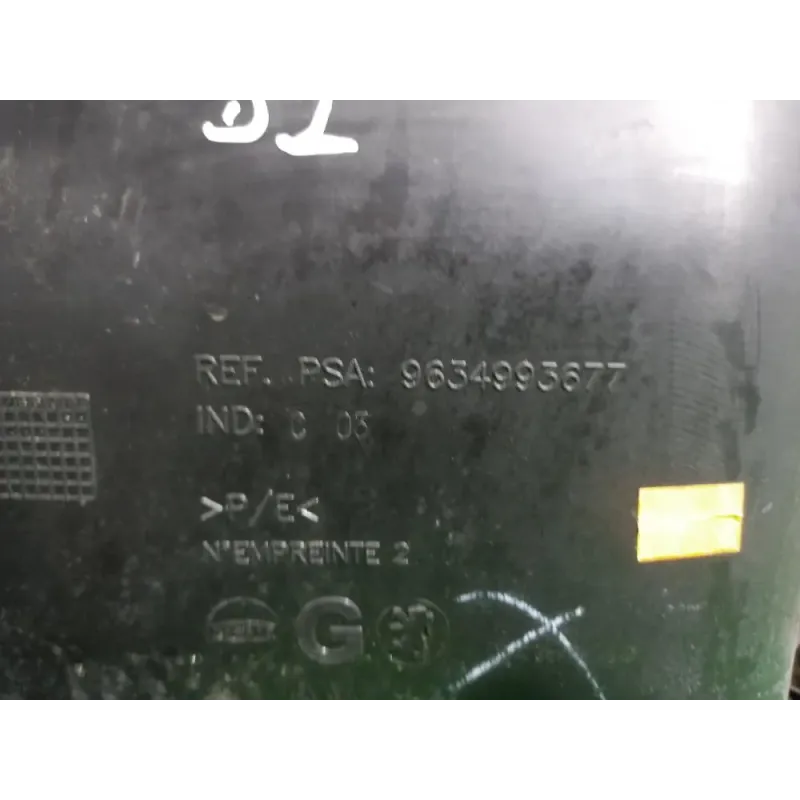 REF. PSA: 9634993677
IND: C 03
>P/E<
N°EMPREINTE 2
G